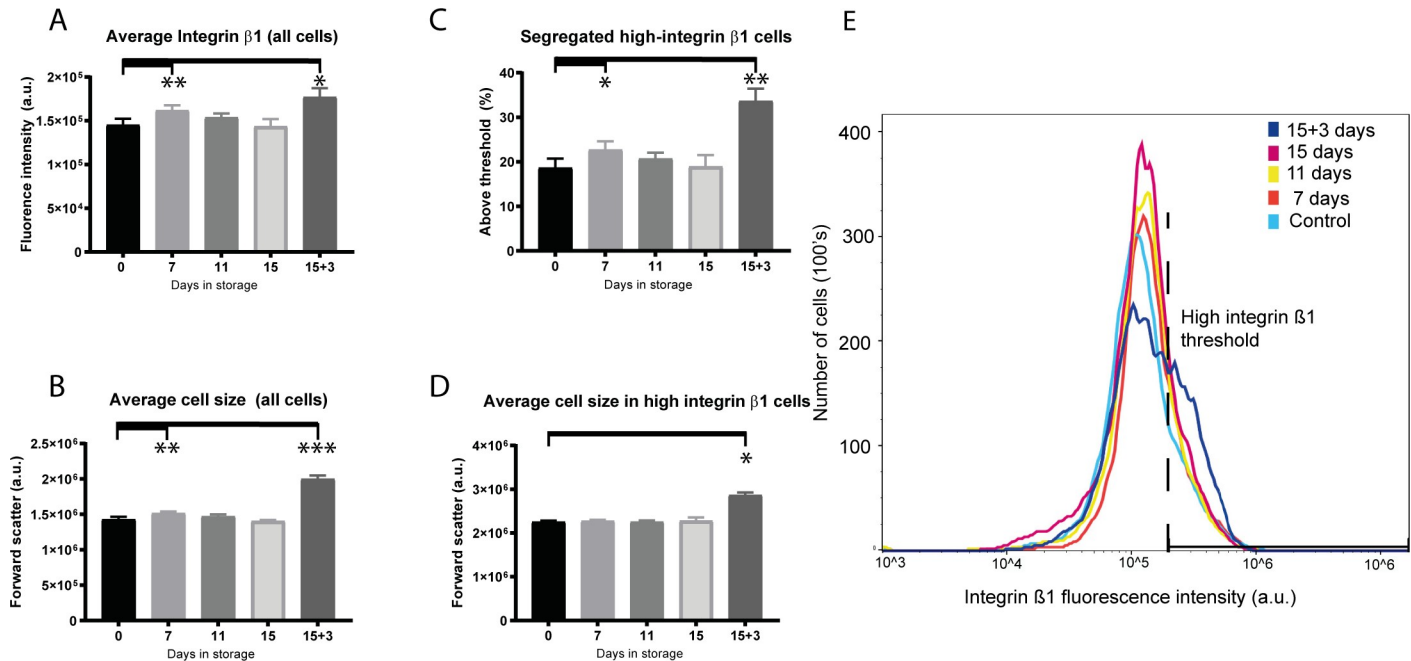 A
Average Integrin β1 (all cells)
Fluorence intensity (a.u.)
2×10⁵
1.5×10⁵
1×10⁵
5×10⁴
0
**
*
0 7 11 15 15+3
Days in storage
B
Average cell size (all cells)
Forward scatter (a.u.)
2.5×10⁶
2×10⁶
1.5×10⁶
1×10⁶
5×10⁵
0
**
***
0 7 11 15 15+3
Days in storage
C
Segregated high-integrin β1 cells
Above threshold (%)
40
30
20
10
0
*
**
0 7 11 15 15+3
Days in storage
D
Average cell size in high integrin β1 cells
Forward scatter (a.u.)
4×10⁶
3×10⁶
2×10⁶
1×10⁶
0
*
0 7 11 15 15+3
Days in storage
E
Number of cells (100's)
400
300
200
100
0
15+3 days
15 days
11 days
7 days
Control
High integrin ß1
threshold
10^3 10^4 10^5 10^6 10^6
Integrin ß1 fluorescence intensity (a.u.)